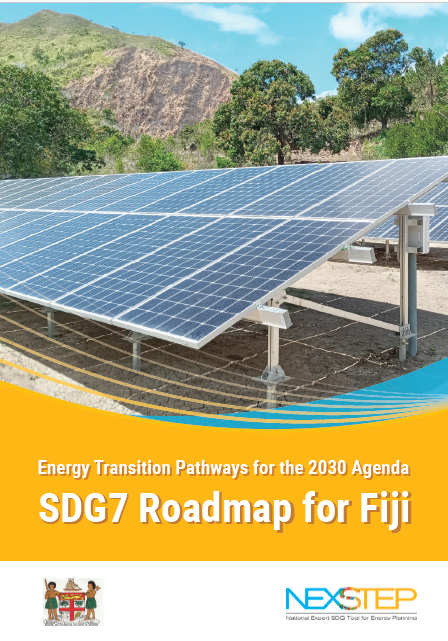 Energy Transition Pathways for the 2030 Agenda
SDG7 Roadmap for Fiji
NEXSTEP
National Expert SDG Tool for Energy Planning